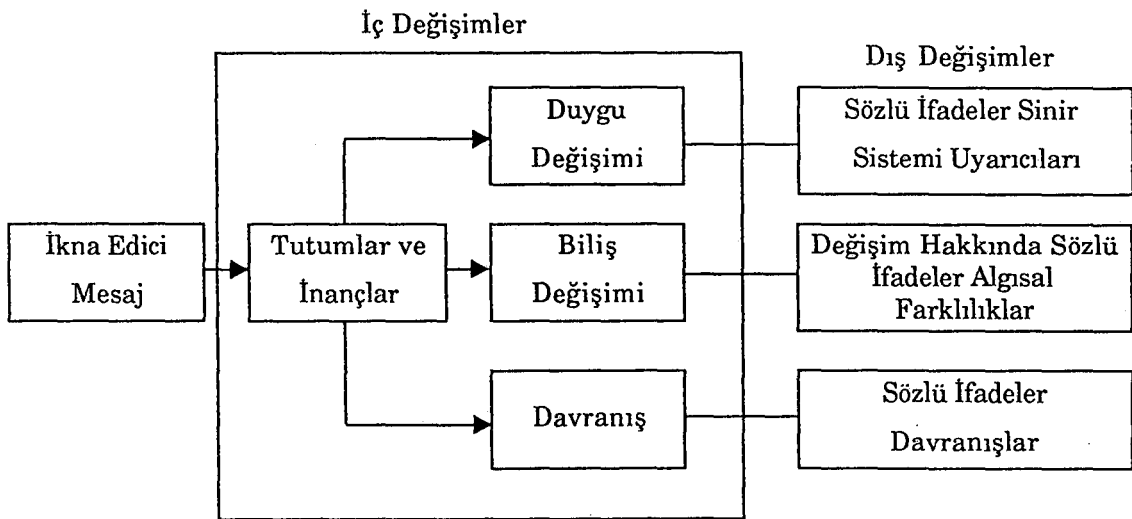 İç Değişimler
Dış Değişimler
Duygu
Değişimi
Sözlü İfadeler Sinir
Sistemi Uyarıcıları
İkna Edici
Mesaj
Tutumlar ve
İnançlar
Biliş
Değişimi
Değişim Hakkında Sözlü
İfadeler Algısal
Farklılıklar
Davranış
Sözlü İfadeler
Davranışlar